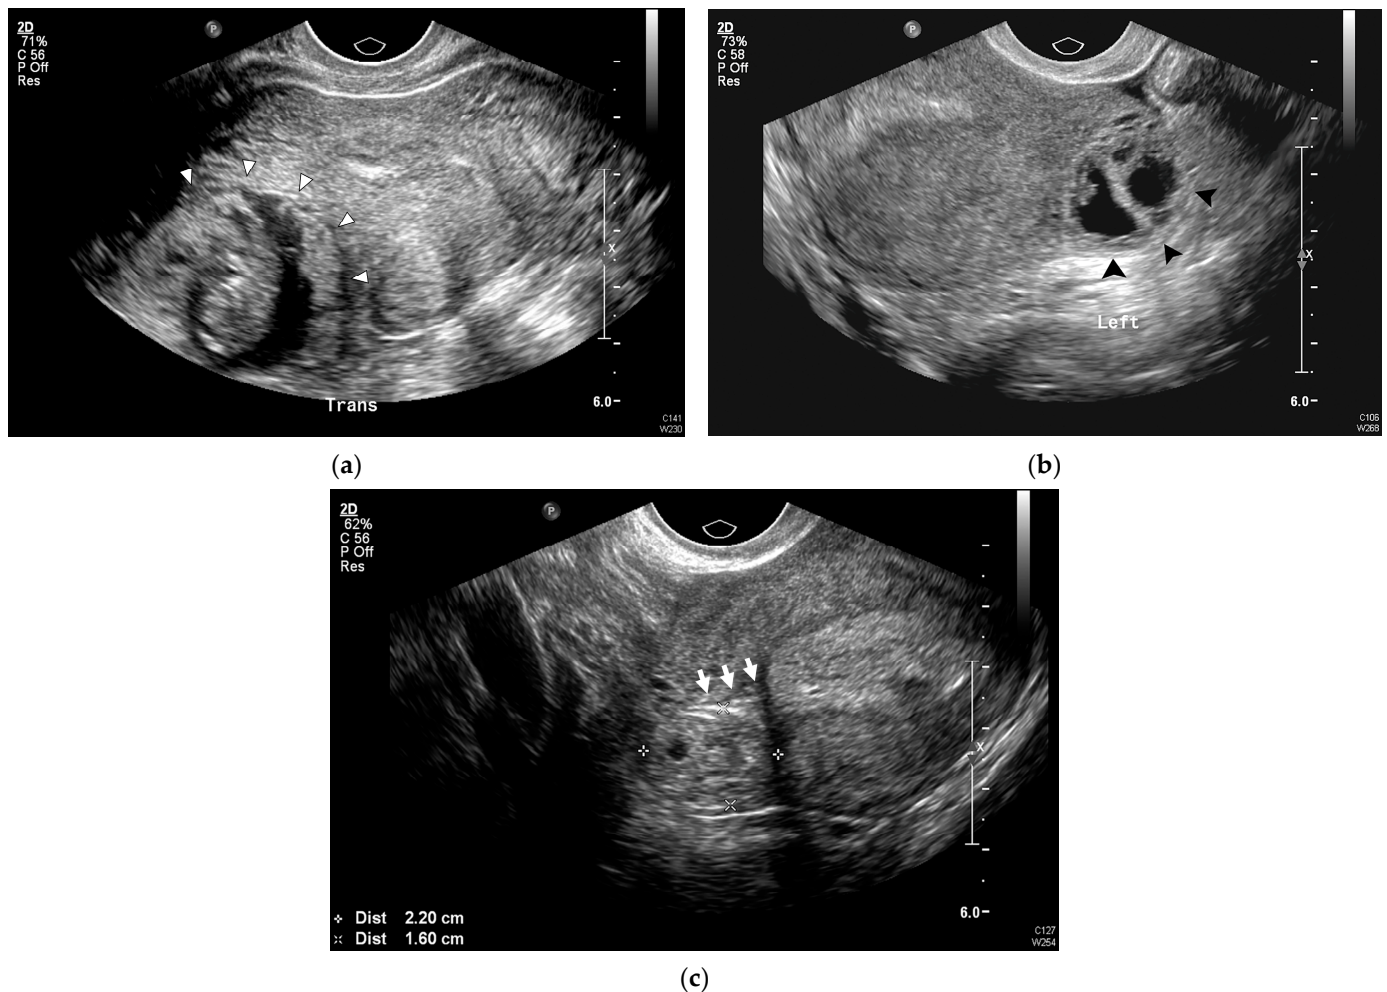 2D
71%
C 56
P Off
Res
P
X
Trans
6.0
C141
W230
(a)
2D
73%
C 58
P Off
Res
P
X
Left
6.0
C106
W268
(b)
2D
62%
C 56
P Off
Res
P
X
6.0
Dist 2.20 cm
Dist 1.60 cm
C127
W254
(c)